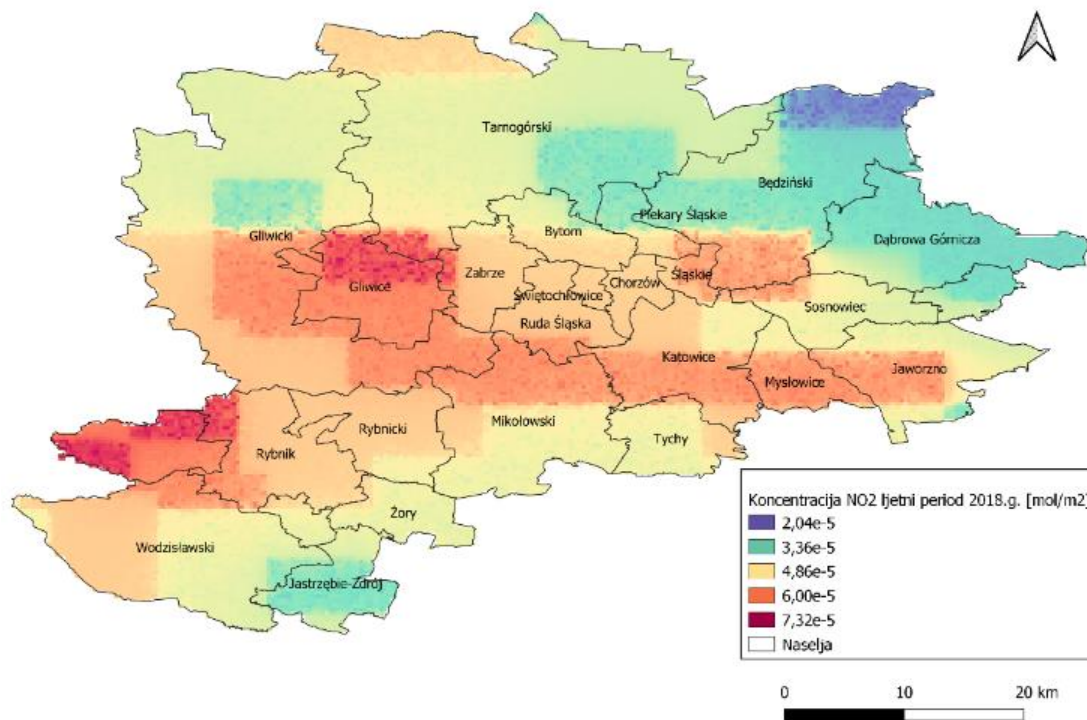 Tarnogórski
Będziński
Piekary Śląskie
Bytom
Gliwicki
Dąbrowa Górnicza
Zabrze
Chorzów
Śląskie
Gliwice
Świętochłowice
Sosnowiec
Ruda Śląska
Katowice
Jaworzno
Mysłowice
Mikołowski
Rybnicki
Tychy
Rybnik
Żory
Wodzisławski
Jastrzębie-Zdrój
Koncentracija NO2 ljetni period 2018.g. [mol/m2]
2,04e-5
3,36e-5
4,86e-5
6,00e-5
7,32e-5
Naselja
0 10 20 km